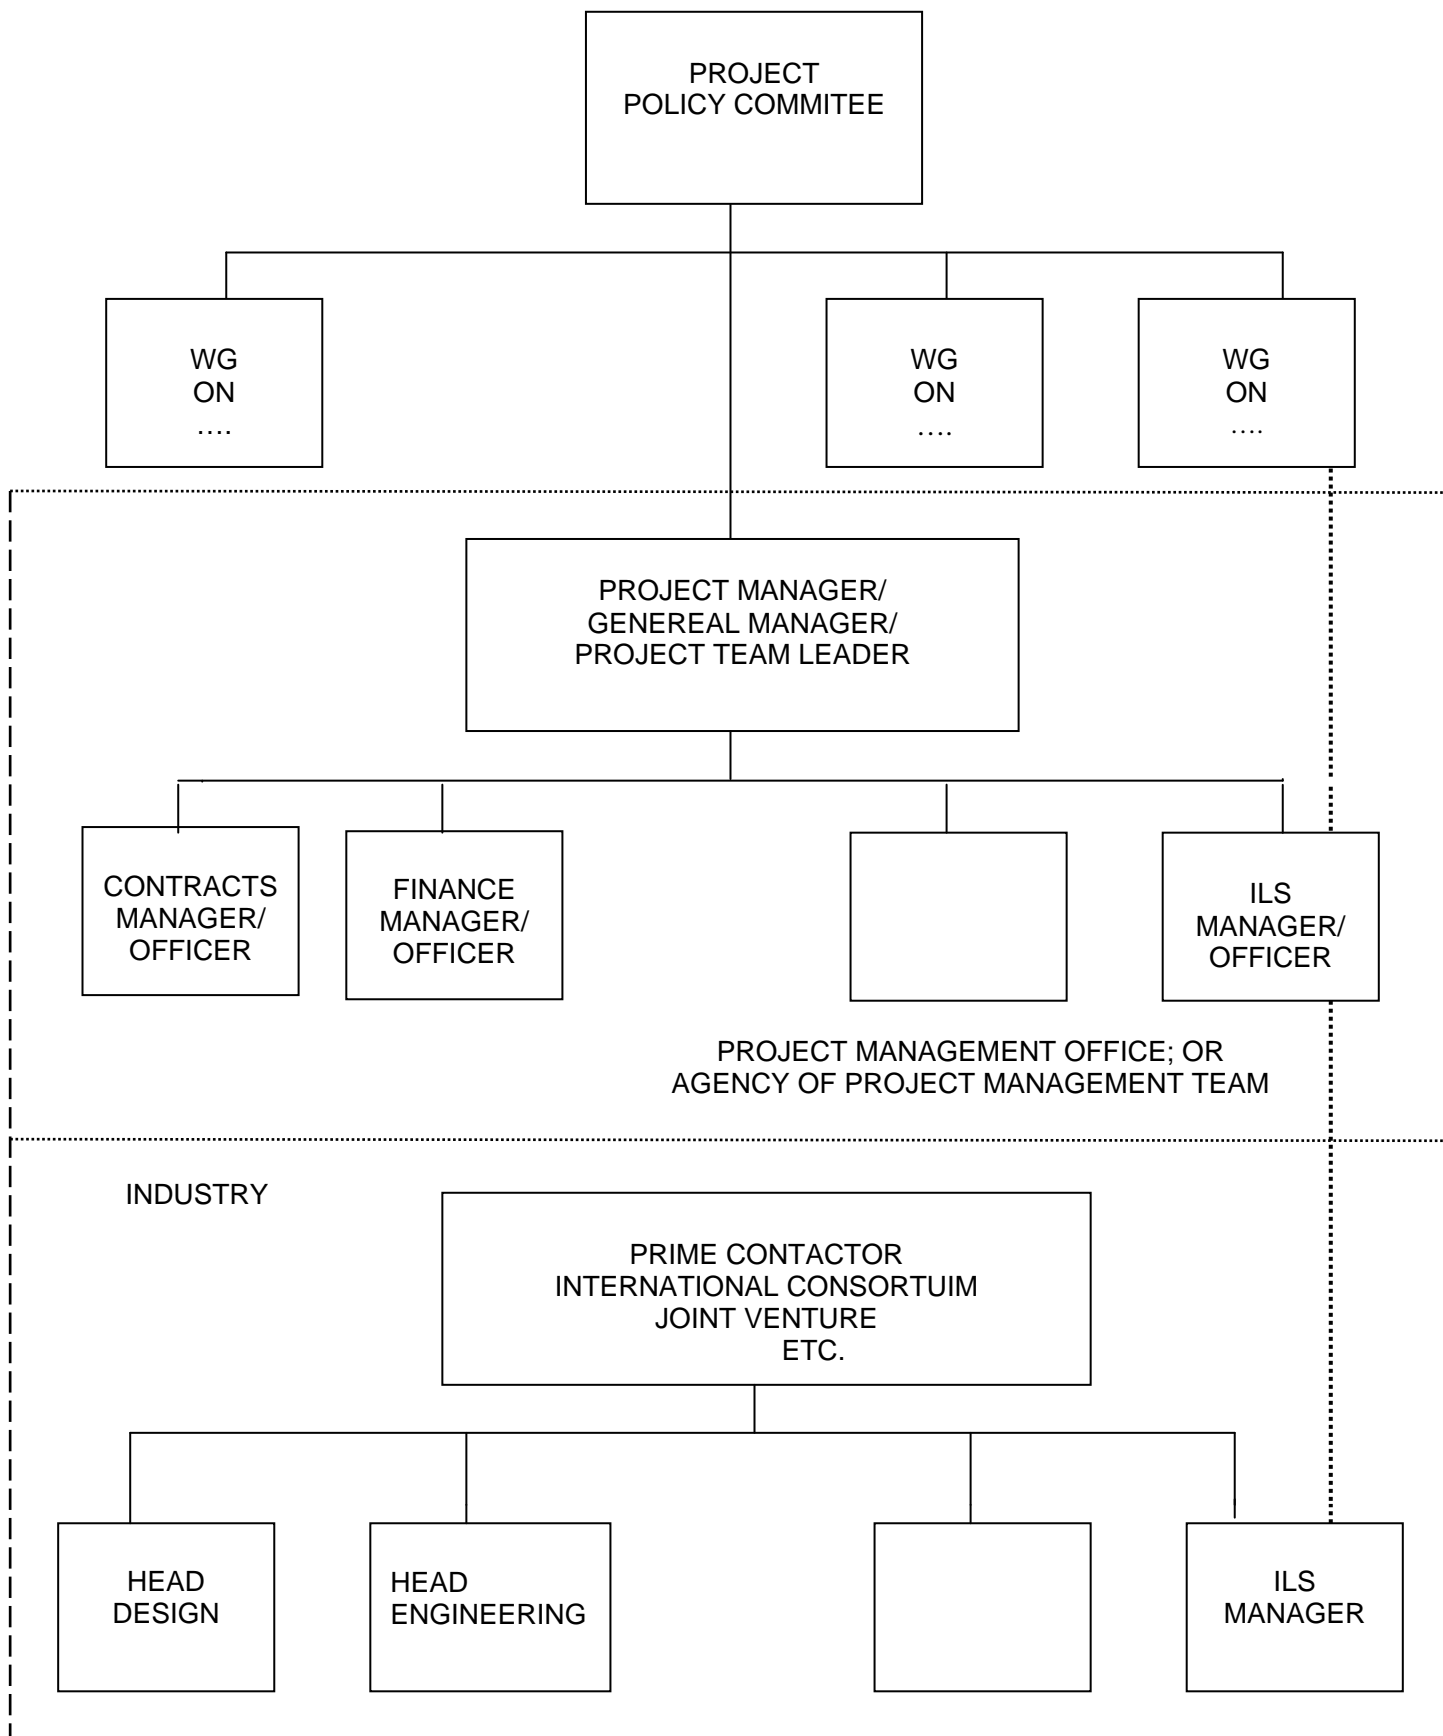 PROJECT
POLICY COMMITEE
WG
ON
....
WG
ON
....
WG
ON
....
PROJECT MANAGER/
GENEREAL MANAGER/
PROJECT TEAM LEADER
CONTRACTS
MANAGER/
OFFICER
FINANCE
MANAGER/
OFFICER
ILS
MANAGER/
OFFICER
PROJECT MANAGEMENT OFFICE; OR
AGENCY OF PROJECT MANAGEMENT TEAM
INDUSTRY
PRIME CONTACTOR
INTERNATIONAL CONSORTUIM
JOINT VENTURE
ETC.
HEAD
DESIGN
HEAD
ENGINEERING
ILS
MANAGER